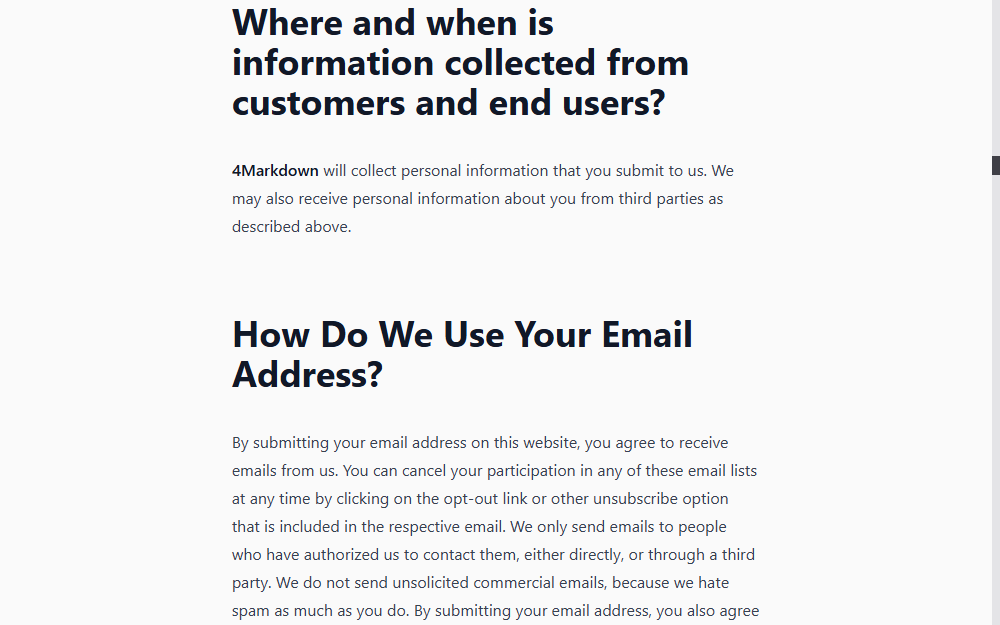 Where and when is
information collected from
customers and end users?
4Markdown will collect personal information that you submit to us. We
may also receive personal information about you from third parties as
described above.
How Do We Use Your Email
Address?
By submitting your email address on this website, you agree to receive
emails from us. You can cancel your participation in any of these email lists
at any time by clicking on the opt-out link or other unsubscribe option
that is included in the respective email. We only send emails to people
who have authorized us to contact them, either directly, or through a third
party. We do not send unsolicited commercial emails, because we hate
spam as much as you do. By submitting your email address, you also agree